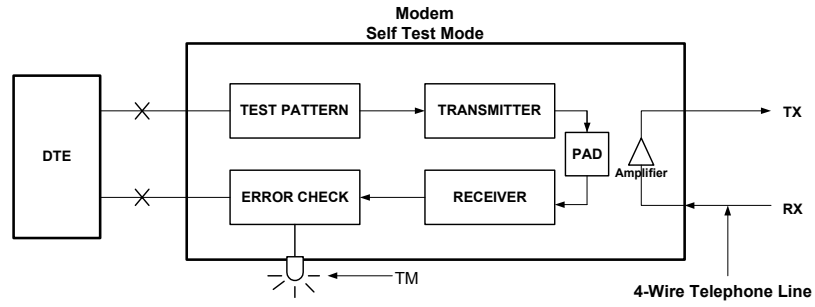 Modem
Self Test Mode
TEST PATTERN
TRANSMITTER
TX
DTE
PAD
Amplifier
ERROR CHECK
RECEIVER
RX
TM
4-Wire Telephone Line